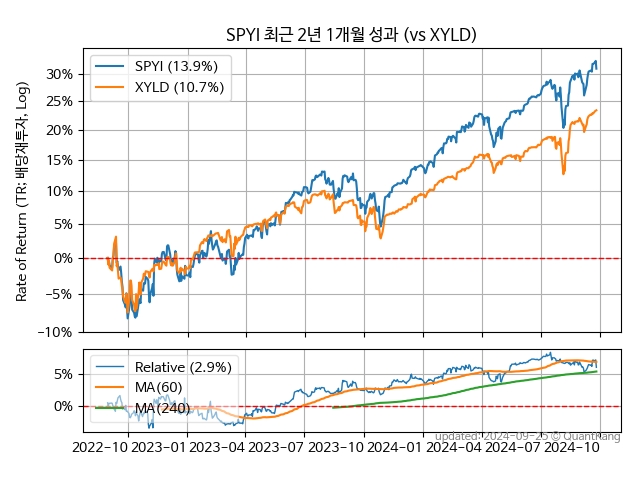 SPYI 최근 2년 1개월 성과 (vs XYLD)
SPYI (13.9%)
XYLD (10.7%)
Rate of Return (TR: 배당재투자, Log)
30%
25%
20%
15%
10%
5%
0%
−5%
−10%
Relative (2.9%)
MA(60)
MA(240)
5%
0%
2022−10 2023−01 2023−04 2023−07 2023−10 2024−01 2024−04 2024−07 2024−10
updated: 2024−09−25 © QuantKang